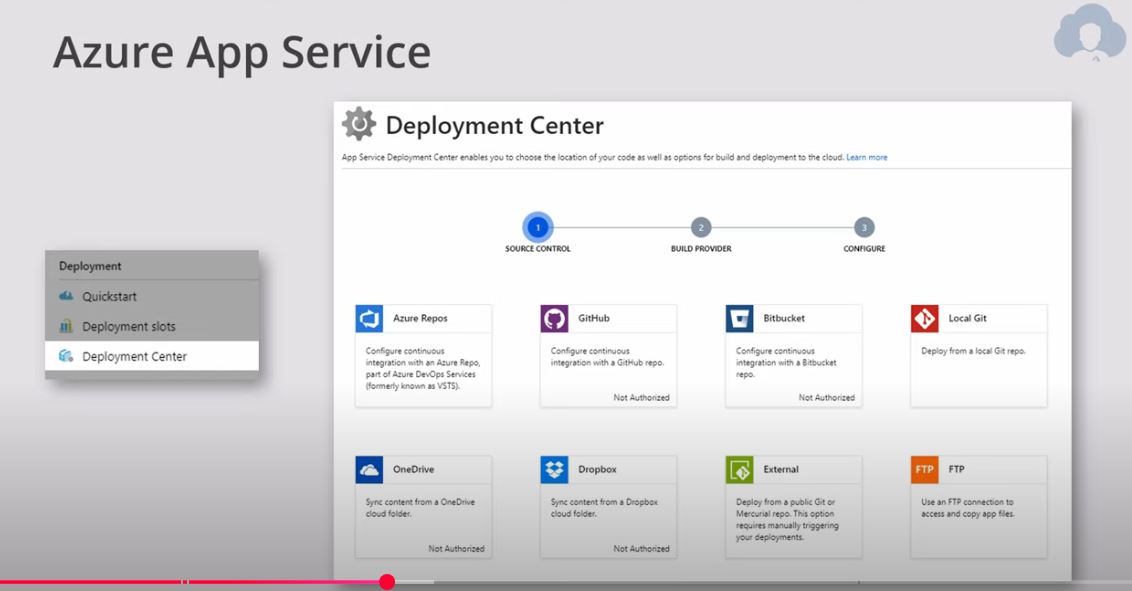 Azure App Service
Deployment Center
App Service Deployment Center enables you to choose the location of your code as well as options for build and deployment to the cloud. Learn more
1
2
3
SOURCE CONTROL
BUILD PROVIDER
CONFIGURE
Deployment
Quickstart
Deployment slots
Deployment Center
Azure Repos
Configure continuous
integration with an Azure Repo,
part of Azure DevOps Services
(formerly known as VSTS).
GitHub
Configure continuous
integration with a GitHub repo.
Not Authorized
Bitbucket
Configure continuous
integration with a Bitbucket
repo.
Not Authorized
Local Git
Deploy from a local Git repo.
OneDrive
Sync content from a OneDrive
cloud folder.
Not Authorized
Dropbox
Sync content from a Dropbox
cloud folder.
Not Authorized
External
Deploy from a public Git or
Mercurial repo. This option
requires manually triggering
your deployments.
FTP
FTP
Use an FTP connection to
access and copy app files.